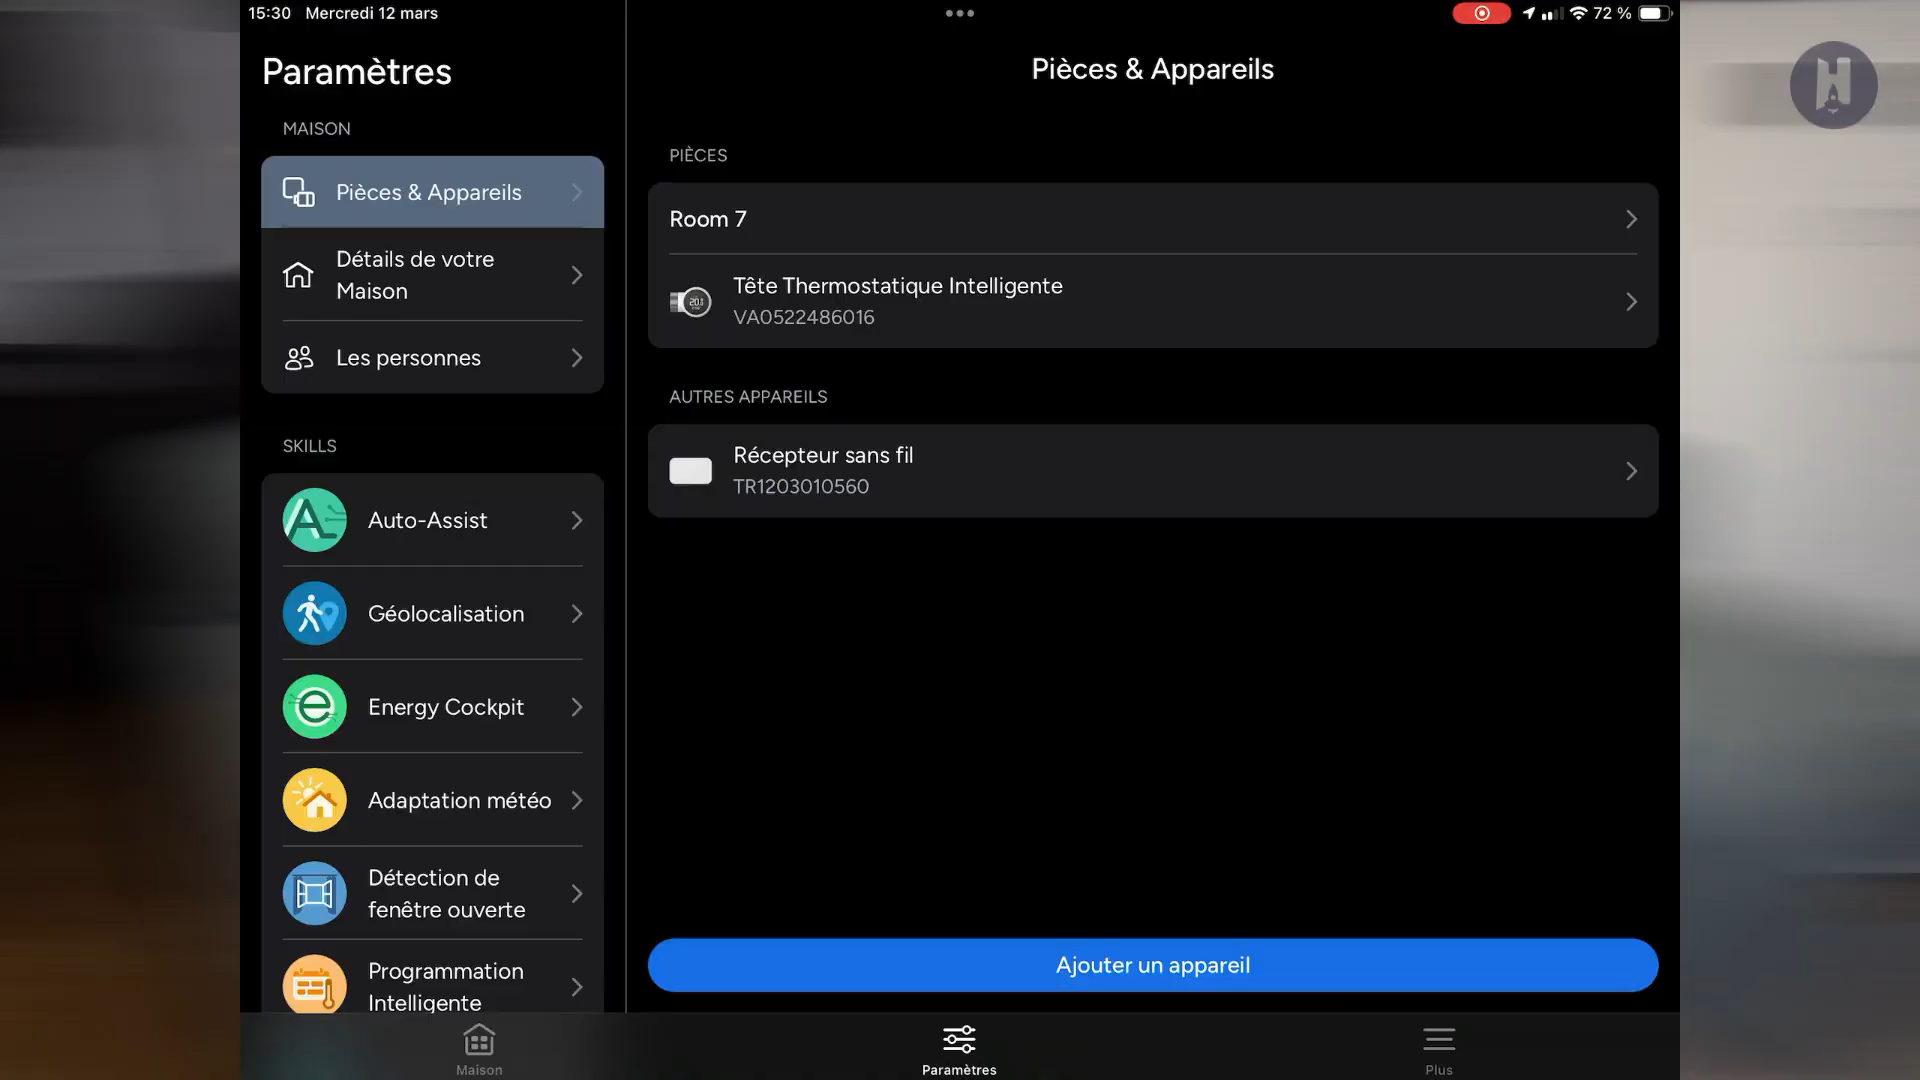 15:30 Mercredi 12 mars
72 %
Paramètres
Pièces & Appareils
MAISON
Pièces & Appareils
Détails de votre
Maison
Les personnes
SKILLS
Auto-Assist
Géolocalisation
Energy Cockpit
Adaptation météo
Détection de
fenêtre ouverte
Programmation
Intelligente
PIÈCES
Room 7
Tête Thermostatique Intelligente
VA0522486016
AUTRES APPAREILS
Récepteur sans fil
TR1203010560
Ajouter un appareil
Maison
Paramètres
Plus